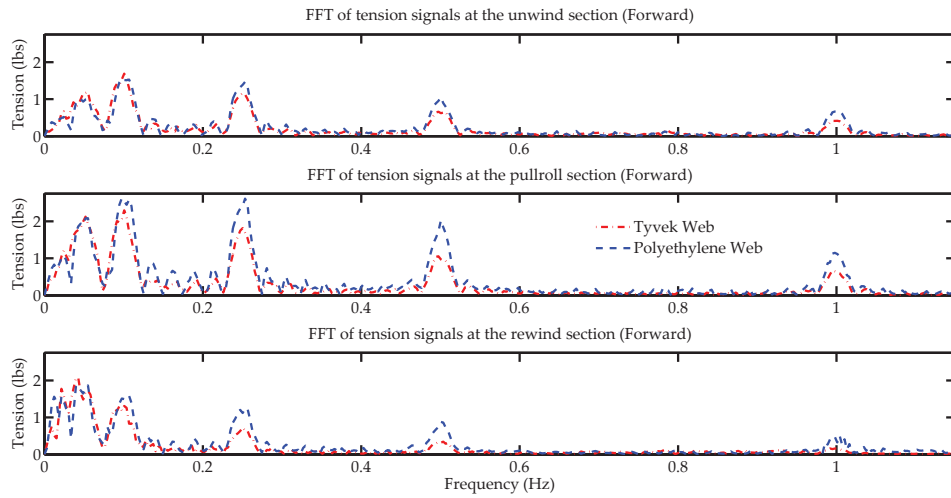 FFT of tension signals at the unwind section (Forward)
Tension (lbs)
2
1
0
0 0.2 0.4 0.6 0.8 1
FFT of tension signals at the pullroll section (Forward)
Tension (lbs)
2
1
0
Tyvek Web
Polyethylene Web
0 0.2 0.4 0.6 0.8 1
FFT of tension signals at the rewind section (Forward)
Tension (lbs)
2
1
0
0 0.2 0.4 0.6 0.8 1
Frequency (Hz)